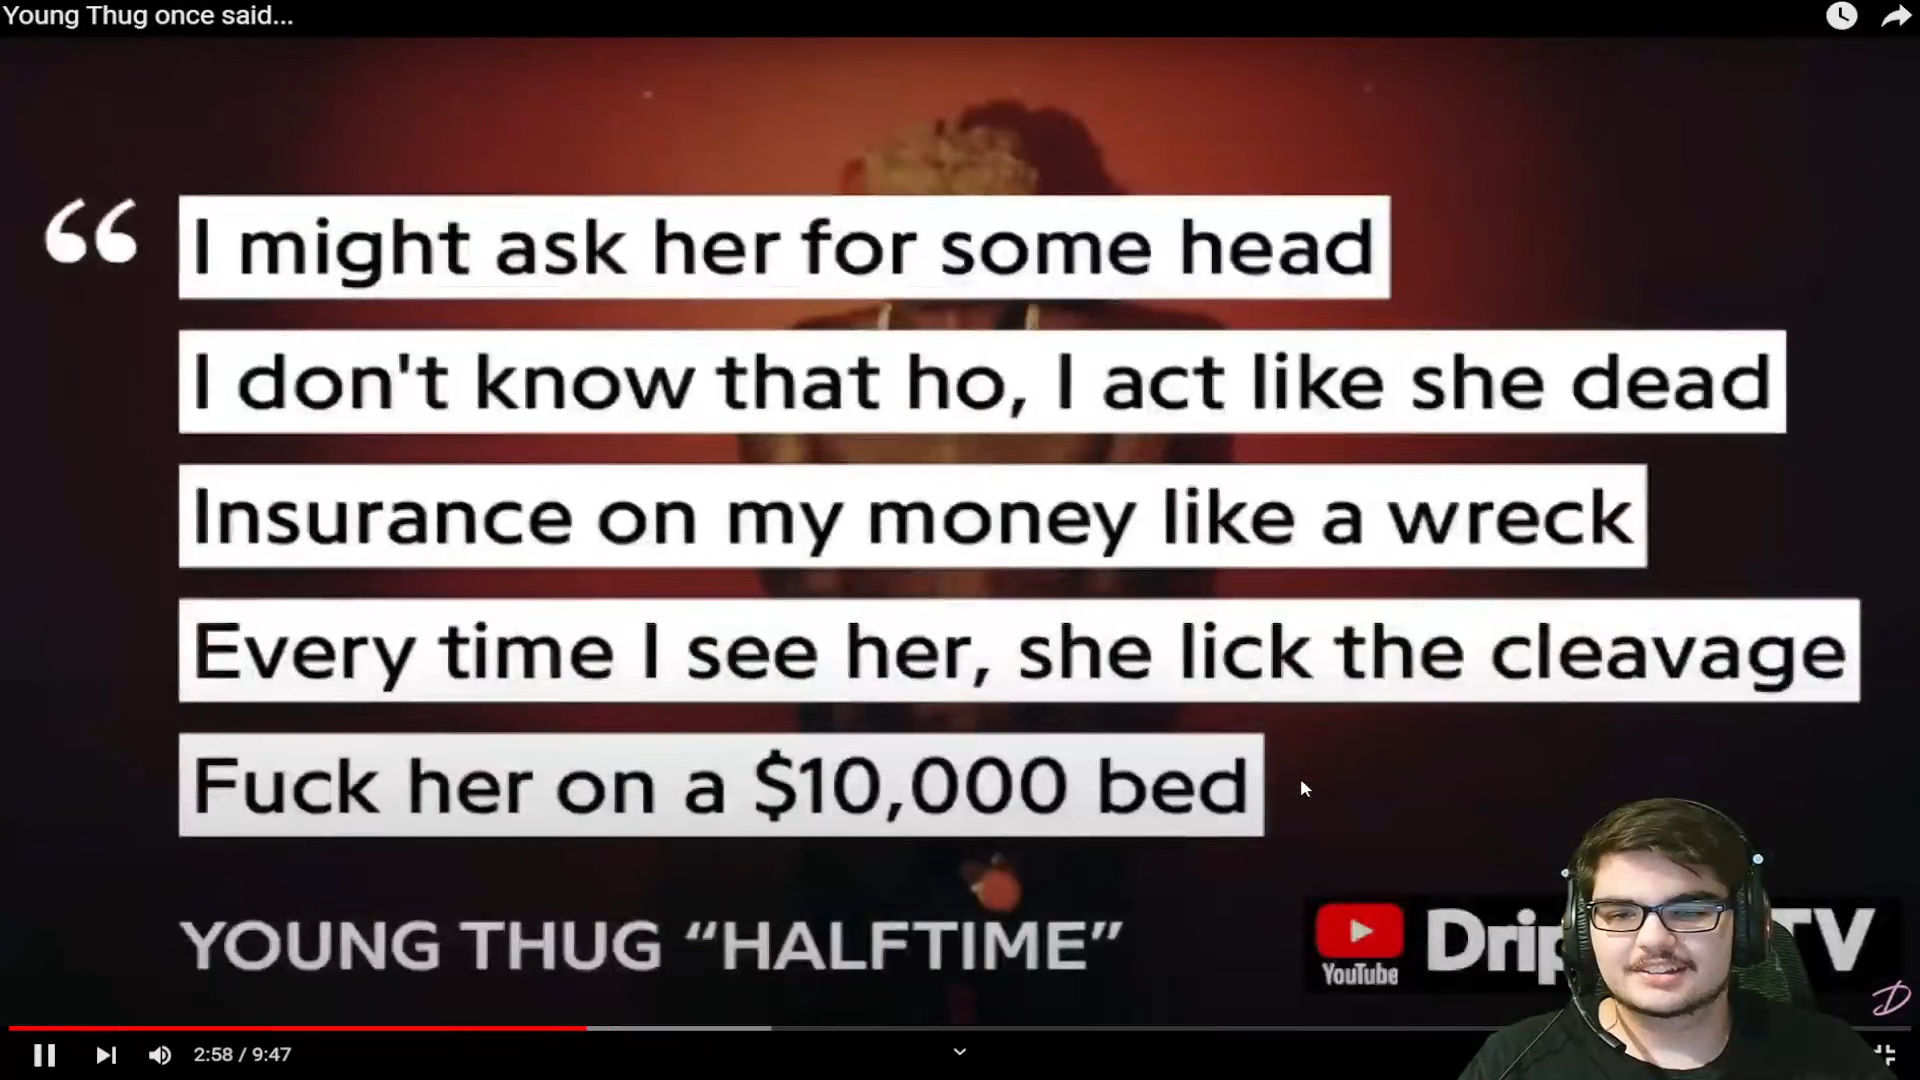 Young Thug once said...
“
I might ask her for some head
I don't know that ho, I act like she dead
Insurance on my money like a wreck
Every time I see her, she lick the cleavage
Fuck her on a $10,000 bed
YOUNG THUG “HALFTIME”
YouTube
Drip TV
2:58 / 9:47